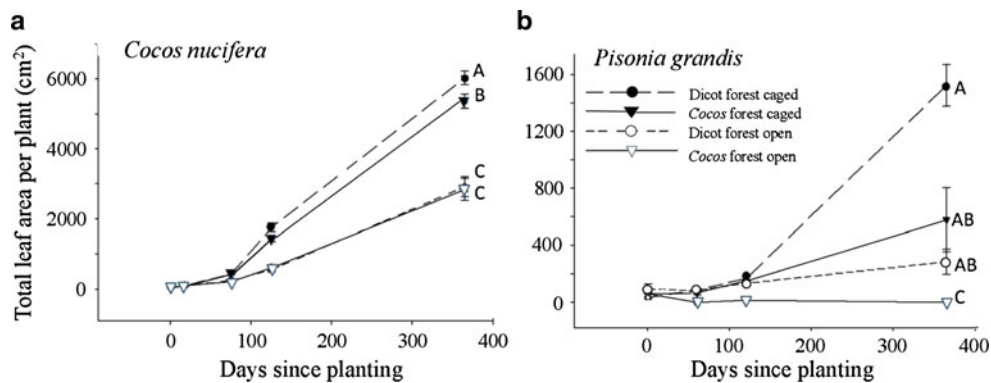 a
Cocos nucifera
Total leaf area per plant (cm²)
6000
4000
2000
0
A
B
C
C
0 100 200 300 400
Days since planting
b
Pisonia grandis
1600
1200
800
400
0
Dicot forest caged
Cocos forest caged
Dicot forest open
Cocos forest open
A
AB
AB
C
0 100 200 300 400
Days since planting